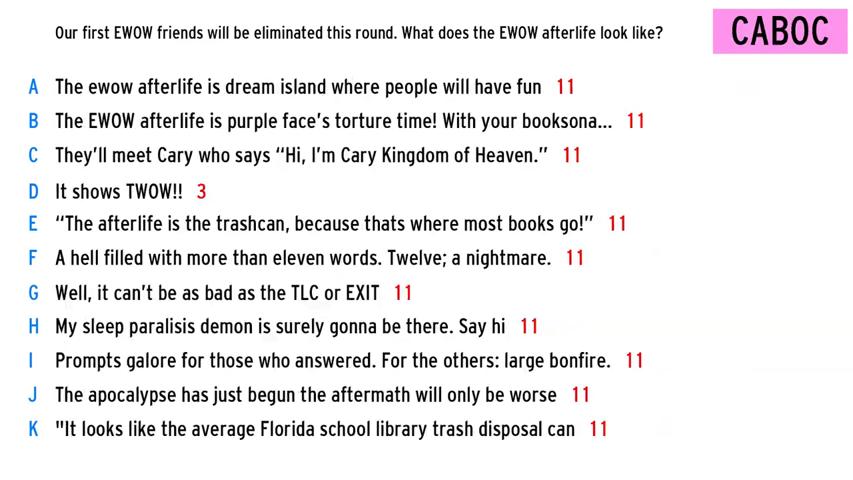 Our first EWOW friends will be eliminated this round. What does the EWOW afterlife look like?
CABOC
A The ewow afterlife is dream island where people will have fun 11
B The EWOW afterlife is purple face's torture time! With your booksona... 11
C They'll meet Cary who says “Hi, I'm Cary Kingdom of Heaven.” 11
D It shows TWOW!! 3
E “The afterlife is the trashcan, because thats where most books go!” 11
F A hell filled with more than eleven words. Twelve; a nightmare. 11
G Well, it can't be as bad as the TLC or EXIT 11
H My sleep paralisis demon is surely gonna be there. Say hi 11
I Prompts galore for those who answered. For the others: large bonfire. 11
J The apocalypse has just begun the aftermath will only be worse 11
K "It looks like the average Florida school library trash disposal can 11